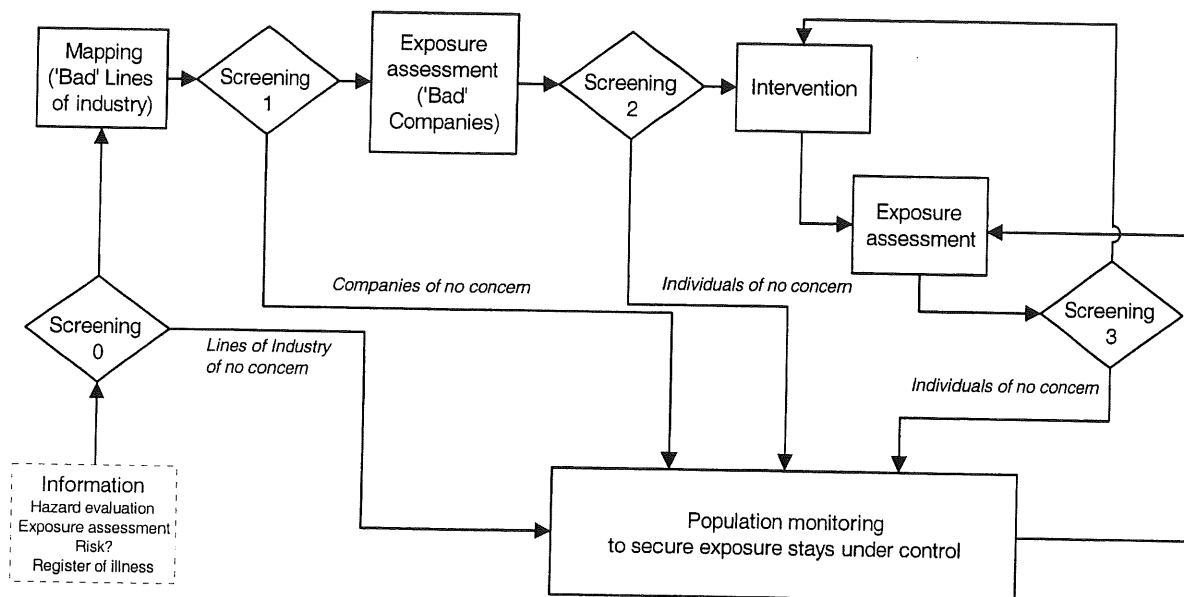 Mapping
('Bad' Lines
of industry)
Screening
1
Exposure
assessment
('Bad'
Companies)
Screening
2
Intervention
Exposure
assessment
Companies of no concern
Individuals of no concern
Screening
0
Lines of Industry
of no concern
Screening
3
Individuals of no concern
Information
Hazard evaluation
Exposure assessment
Risk?
Register of illness
Population monitoring
to secure exposure stays under control